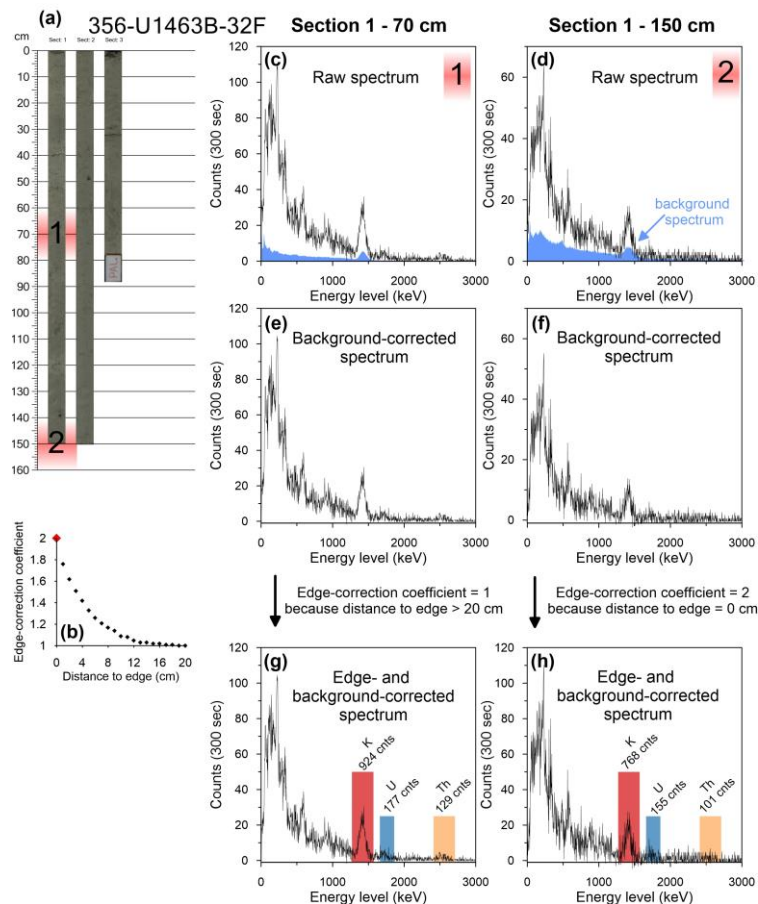 (a)
356-U1463B-32F
Section 1 - 70 cm
Section 1 - 150 cm
cm
Sect: 1
Sect: 2
Sect: 3
0
10
20
30
40
50
60
70
80
90
100
110
120
130
140
150
160
1
2
PAL
(c)
Raw spectrum
1
Counts (300 sec)
120
100
80
60
40
20
0
0 1000 2000 3000
Energy level (keV)
(d)
Raw spectrum
2
background
spectrum
Counts (300 sec)
60
40
20
0
0 1000 2000 3000
Energy level (keV)
(e)
Background-corrected
spectrum
Counts (300 sec)
120
100
80
60
40
20
0
0 1000 2000 3000
Energy level (keV)
(f)
Background-corrected
spectrum
Counts (300 sec)
60
40
20
0
0 1000 2000 3000
Energy level (keV)
(b)
Edge-correction coefficient
2
1.8
1.6
1.4
1.2
1
0 4 8 12 16 20
Distance to edge (cm)
Edge-correction coefficient = 1
because distance to edge > 20 cm
Edge-correction coefficient = 2
because distance to edge = 0 cm
(g)
Edge- and
background-corrected
spectrum
K
924 cnts
U
177 cnts
Th
129 cnts
Counts (300 sec)
120
100
80
60
40
20
0
0 1000 2000 3000
Energy level (keV)
(h)
Edge- and
background-corrected
spectrum
K
768 cnts
U
155 cnts
Th
101 cnts
Counts (300 sec)
120
100
80
60
40
20
0
0 1000 2000 3000
Energy level (keV)